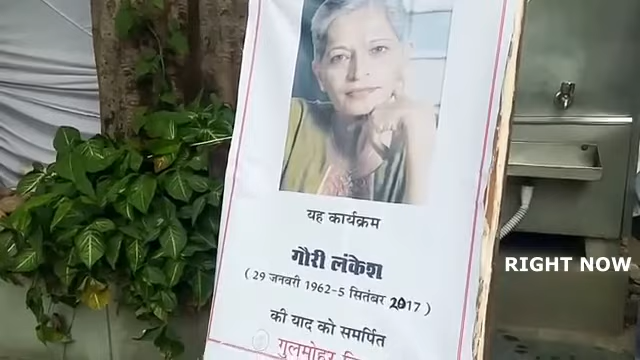 यह कार्यक्रम
गौरी लंकेश
(29 जनवरी 1962-5 सितंबर 2017)
की याद को समर्पित
गुलमोहर
RIGHT NOW